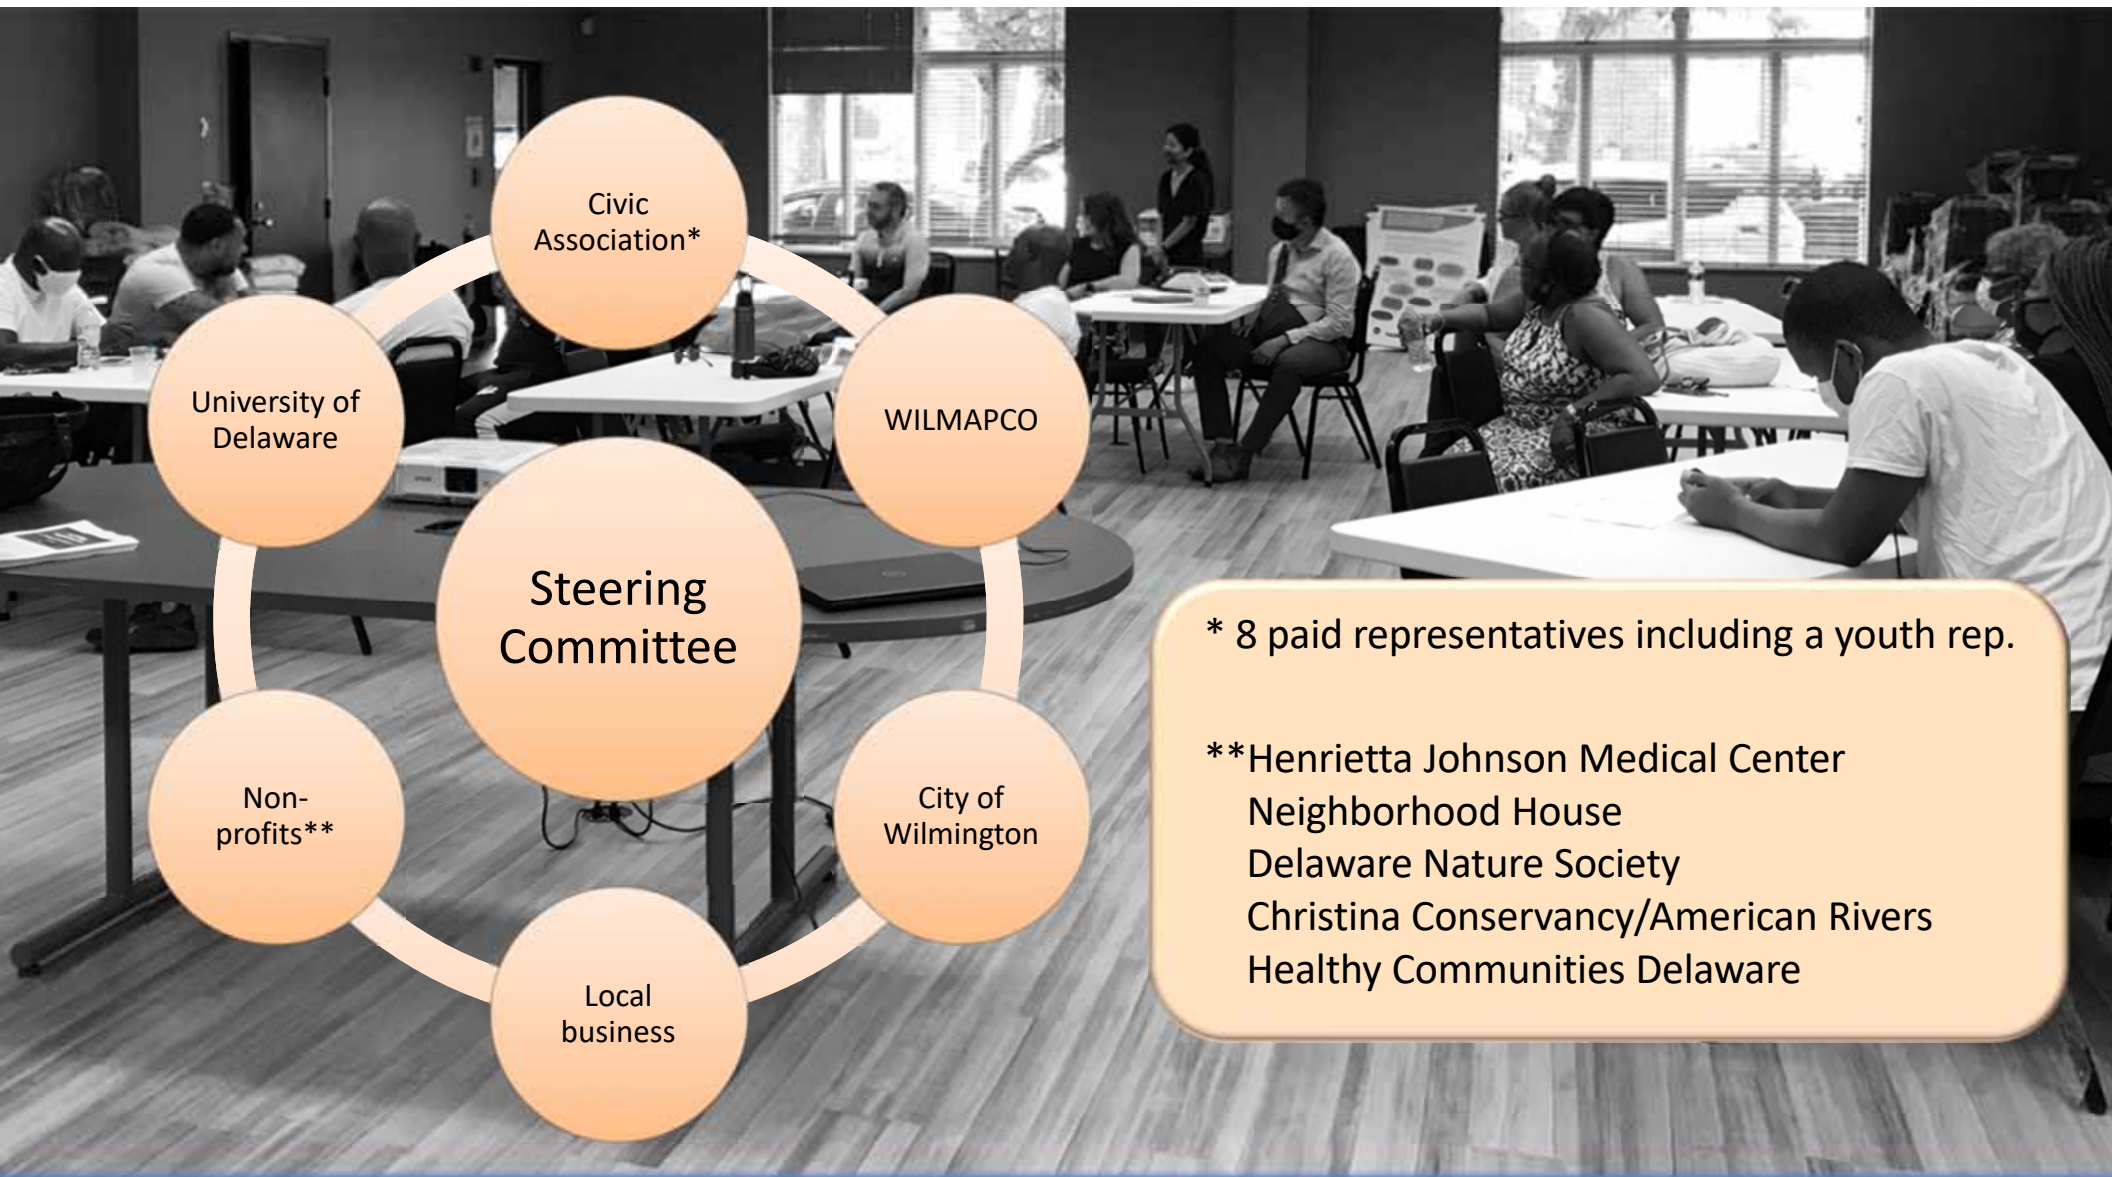 Civic
Association*
WILMAPCO
City of
Wilmington
Local
business
Non-
profits**
University of
Delaware
Steering
Committee
* 8 paid representatives including a youth rep.
**Henrietta Johnson Medical Center
Neighborhood House
Delaware Nature Society
Christina Conservancy/American Rivers
Healthy Communities Delaware